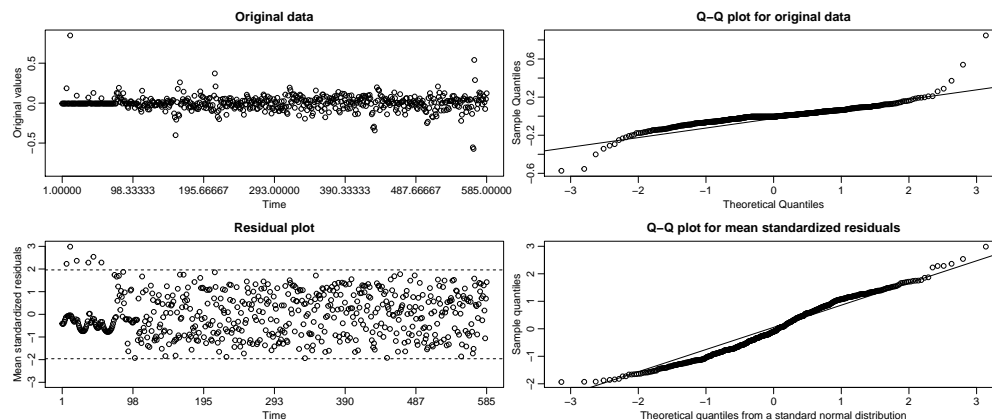 Original data
Original values
0.5
0.0
−0.5
1.00000 98.33333 195.66667 293.00000 390.33333 487.66667 585.00000
Time
Q−Q plot for original data
Sample Quantiles
0.6
0.2
−0.2
−0.6
−3 −2 −1 0 1 2 3
Theoretical Quantiles
Residual plot
Mean standardized residuals
3
2
1
0
−1
−2
−3
1 98 195 293 390 487 585
Time
Q−Q plot for mean standardized residuals
Sample quantiles
3
2
1
0
−1
−2
−3 −2 −1 0 1 2 3
Theoretical quantiles from a standard normal distribution